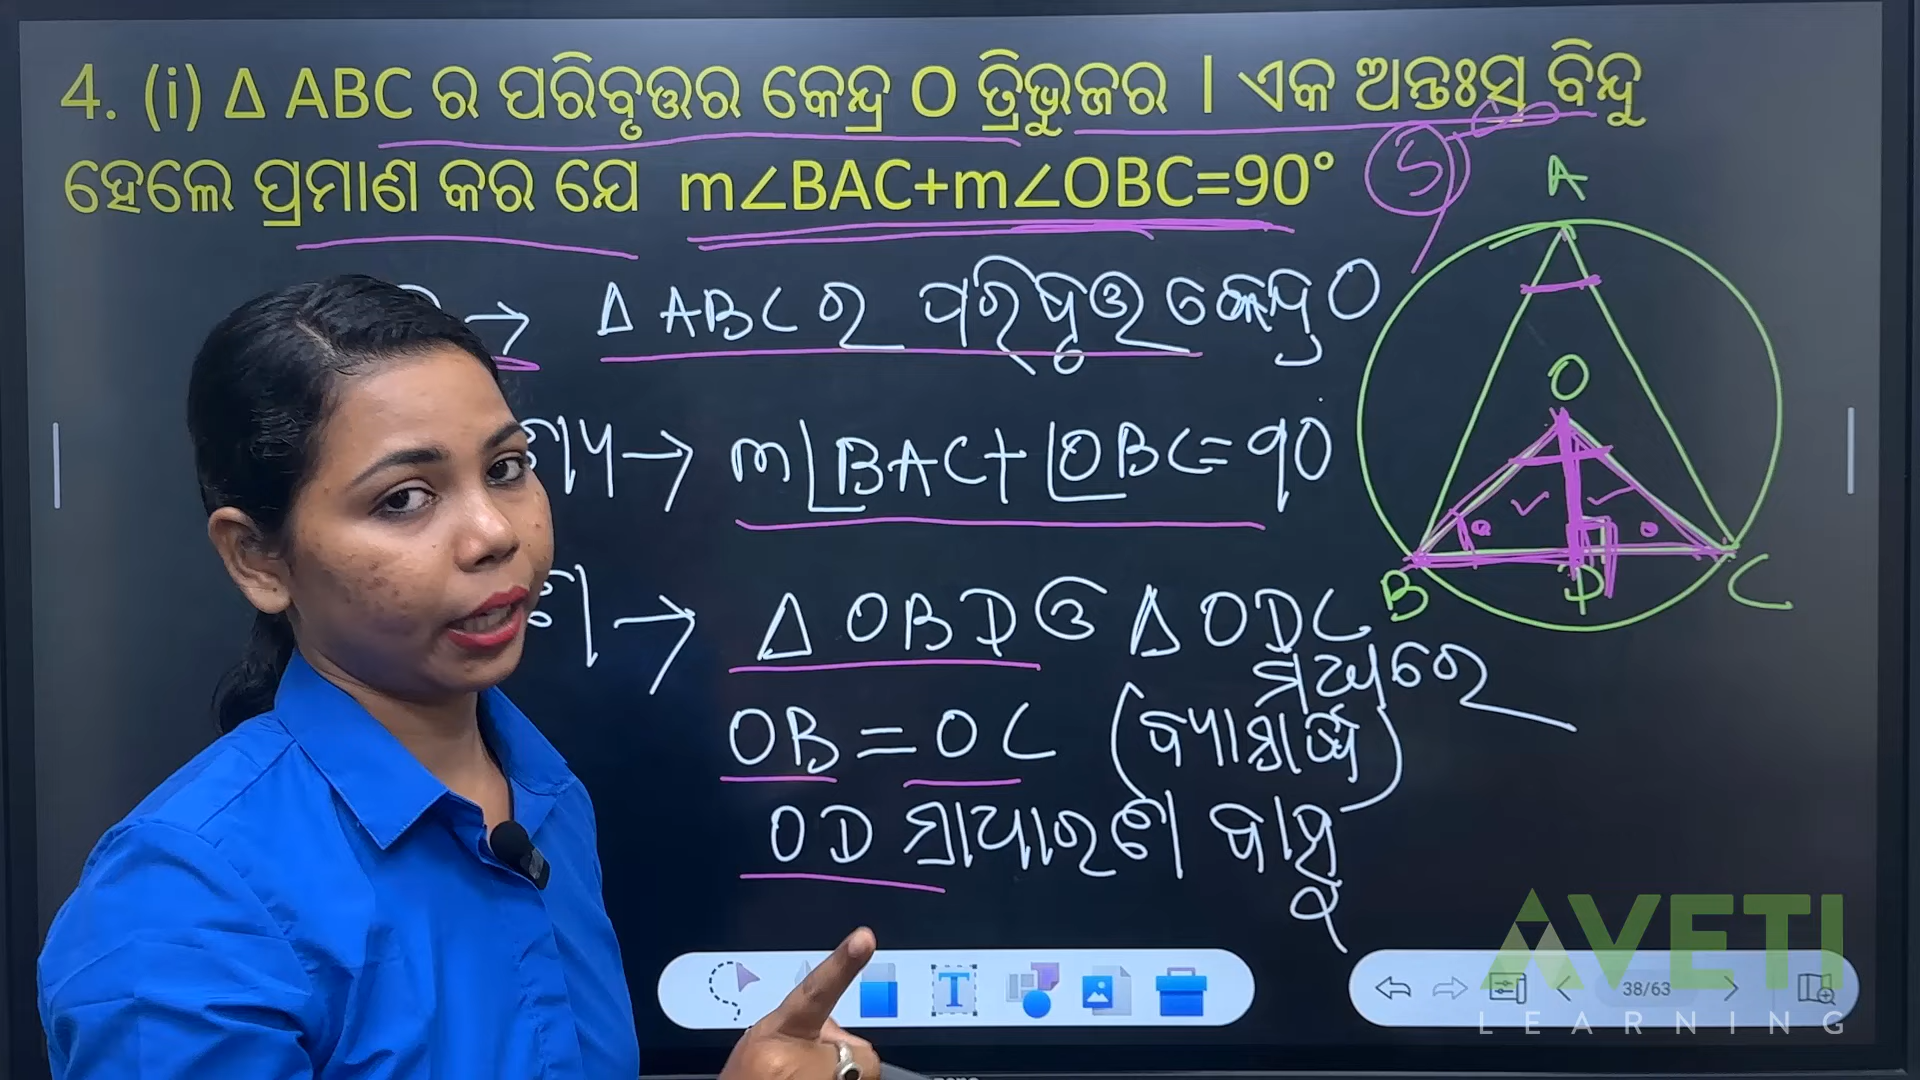 4. (i) Δ ABC ର ପରିବୃତ୍ତର କେନ୍ଦ୍ର O ତ୍ରିଭୁଜର । ଏକ ଅନ୍ତଃସ୍ଥ ବିନ୍ଦୁ
ହେଲେ ପ୍ରମାଣ କର ଯେ m∠BAC+m∠OBC=90°
→ Δ ABC ର ପରିବୃତ୍ତର କେନ୍ଦ୍ର O
→ m∠BAC + ∠OBC = 90
→ Δ OBD ଓ Δ ODC
ମଧ୍ୟରେ
OB = OC (ବ୍ୟାସାର୍ଦ୍ଧ)
OD ସାଧାରଣ ବାହୁ
A
O
B D C
T
38/63
AVETI
LEARNING